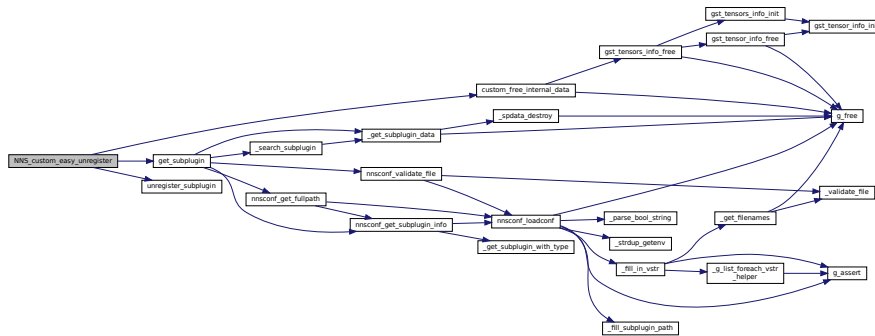 gst_tensors_info_init
gst_tensor_info_init
gst_tensor_info_free
gst_tensors_info_free
custom_free_internal_data
_spdata_destroy
g_free
_get_subplugin_data
_search_subplugin
NNS_custom_easy_unregister
get_subplugin
nnsconf_validate_file
unregister_subplugin
_validate_file
nnsconf_get_fullpath
nnsconf_loadconf
_parse_bool_string
_get_filenames
nnsconf_get_subplugin_info
_strdup_getenv
_get_subplugin_with_type
_fill_in_vstr
_g_list_foreach_vstr
_helper
g_assert
_fill_subplugin_path